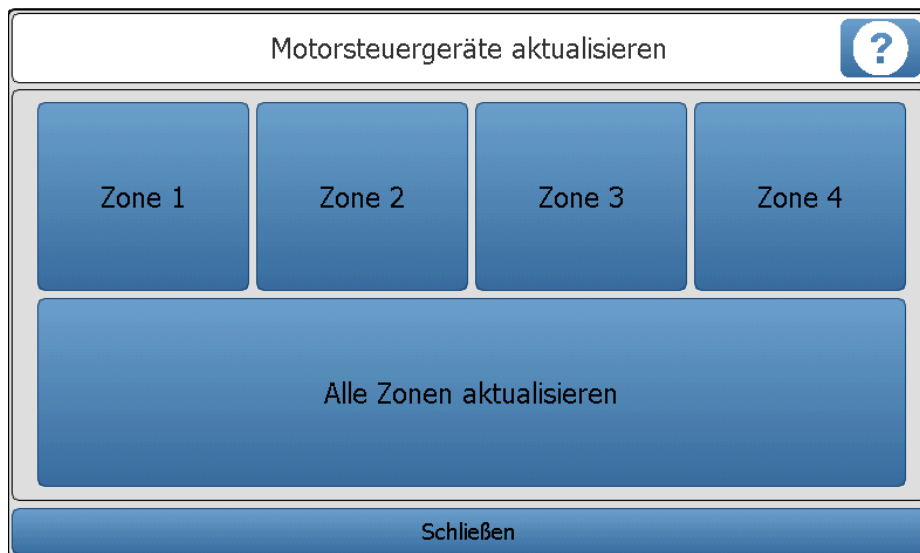 Motorsteuergeräte aktualisieren
?
Zone 1
Zone 2
Zone 3
Zone 4
Alle Zonen aktualisieren
Schließen